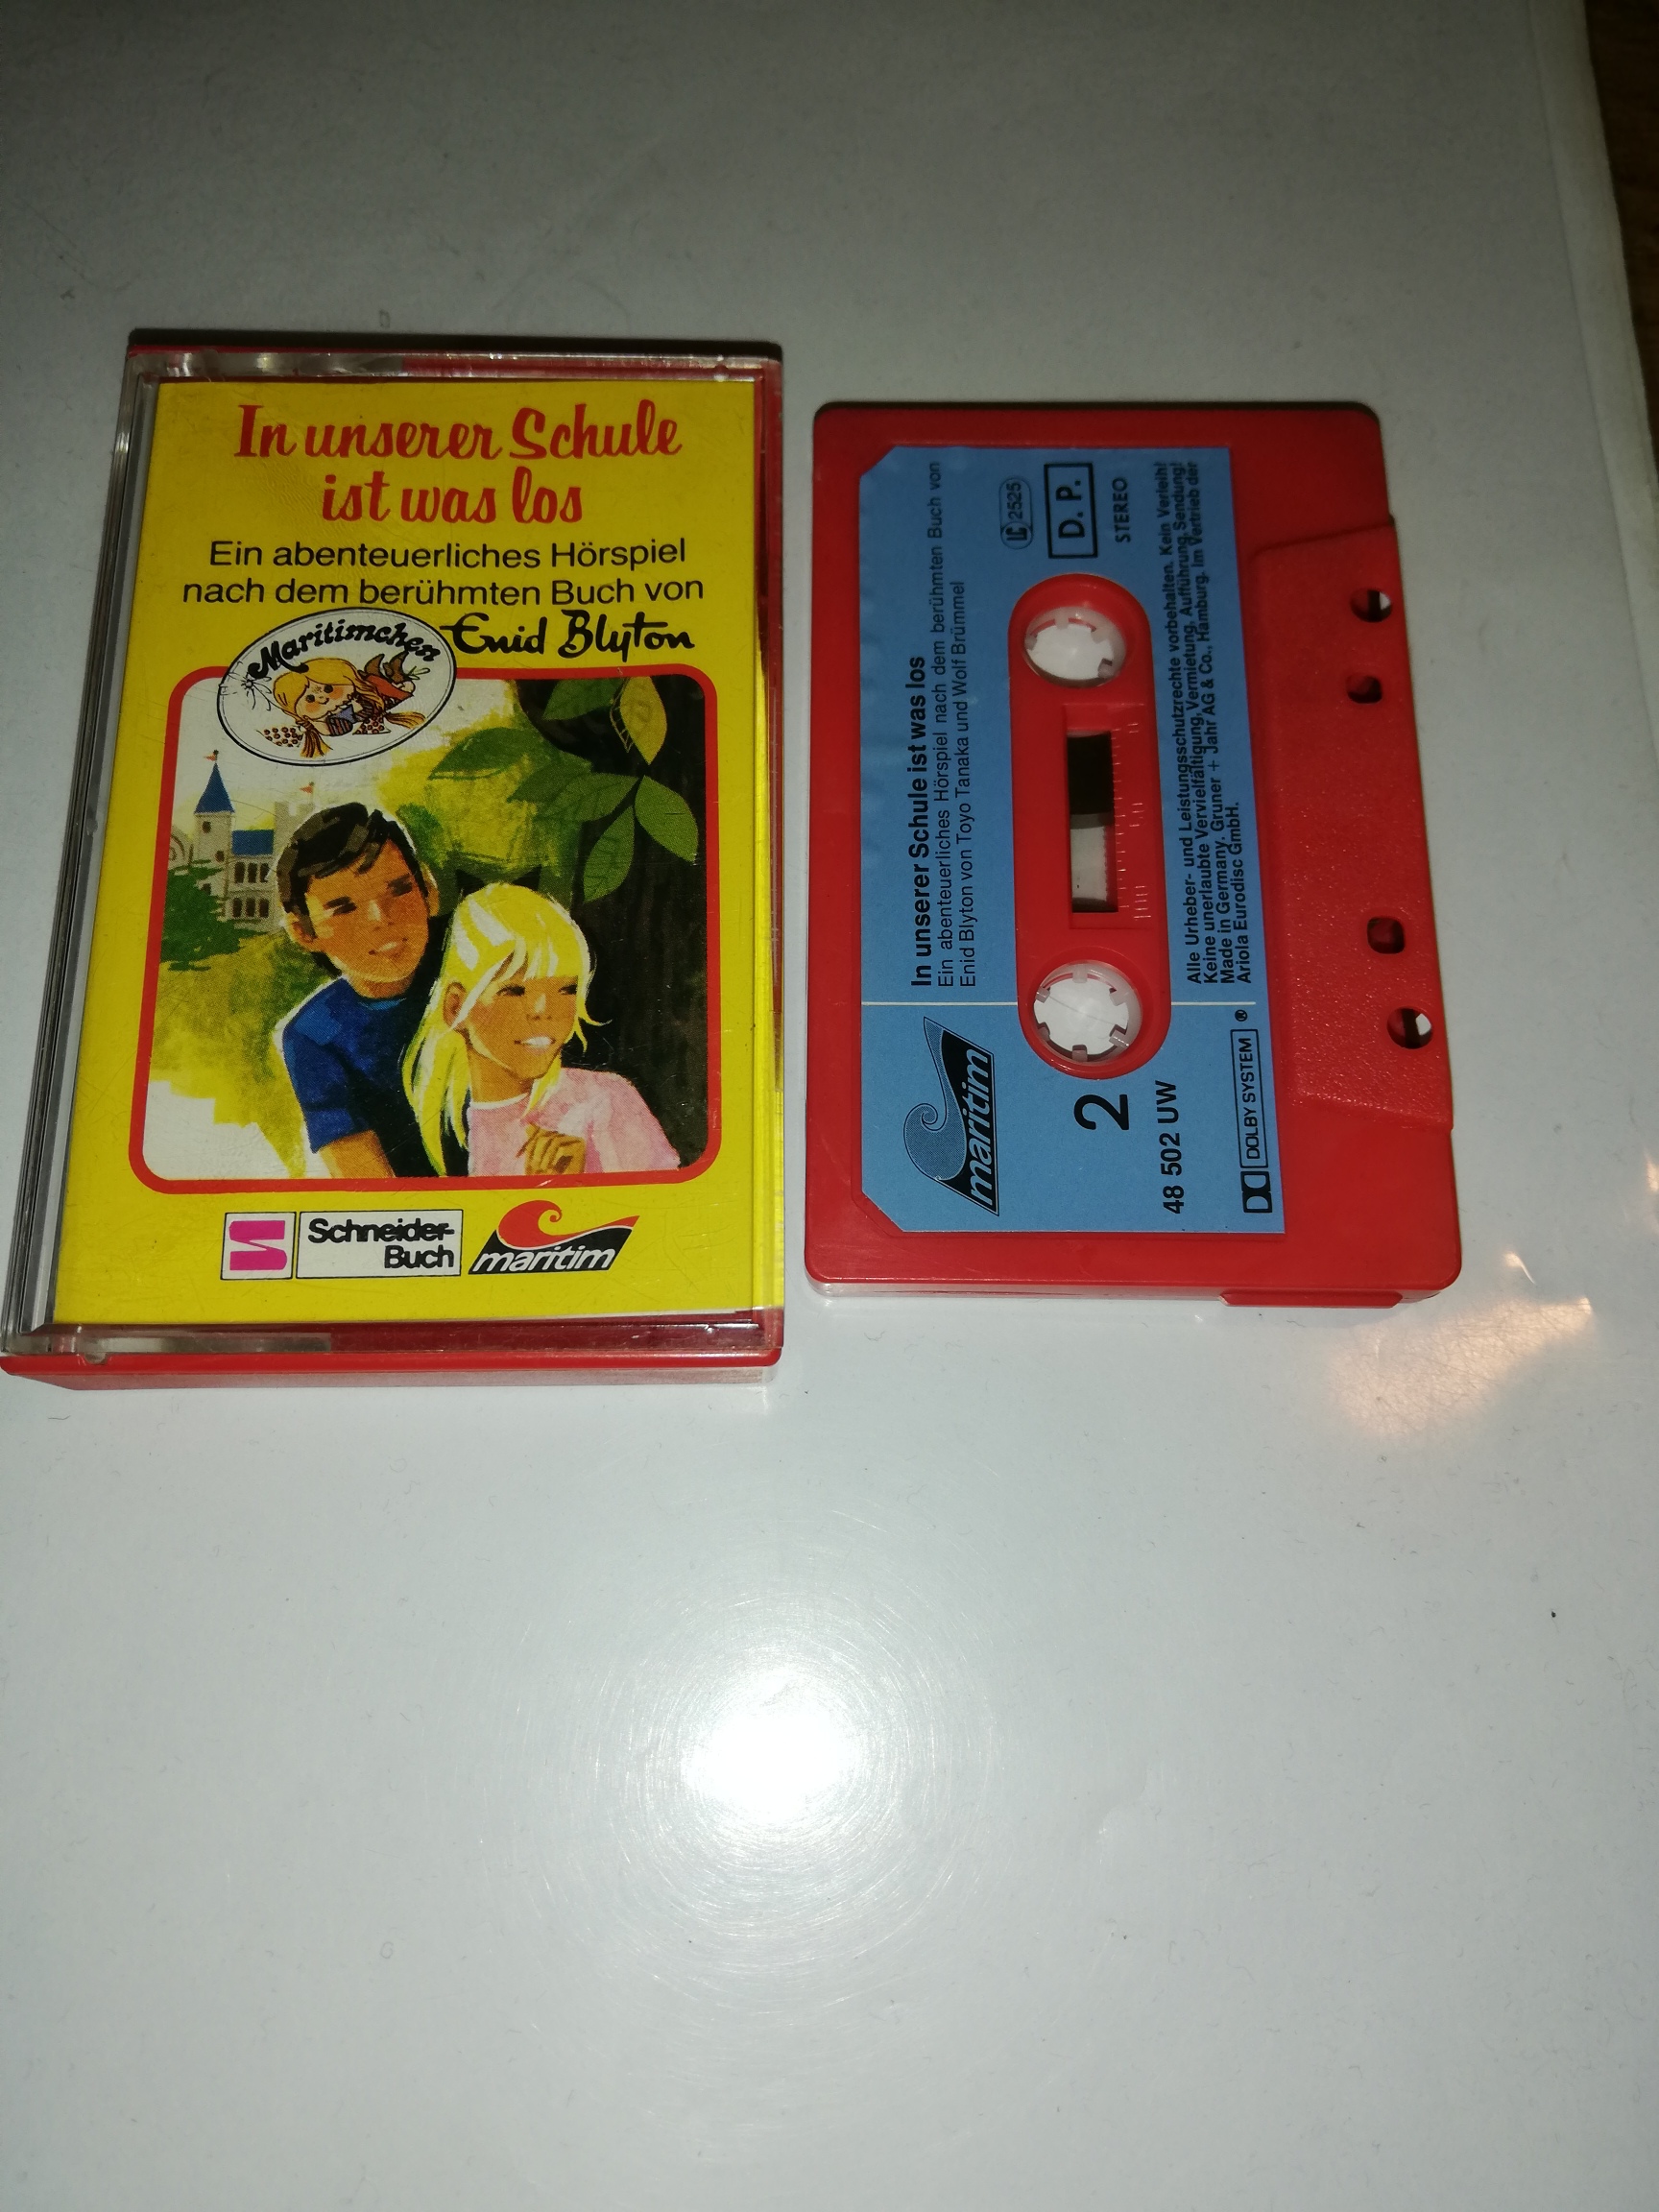 In unserer Schule
ist was los
Ein abenteuerliches Hörspiel
nach dem berühmten Buch von
Enid Blyton
Maritimchen
Schneider-
Buch
maritim
In unserer Schule ist was los
Ein abenteuerliches Hörspiel nach dem berühmten Buch von
Enid Blyton von Toyo Tanaka und Wolf Brümmel
LC 2525
D. P.
STEREO
maritim
2
48 502 UW
Alle Urheber- und Leistungsschutzrechte vorbehalten. Kein Verleih!
Keine unerlaubte Vervielfältigung, Vermietung, Aufführung, Sendung!
Made in Germany. Gruner + Jahr AG & Co., Hamburg. Im Vertrieb der
Ariola Eurodisc GmbH.
DOLBY SYSTEM ®
100